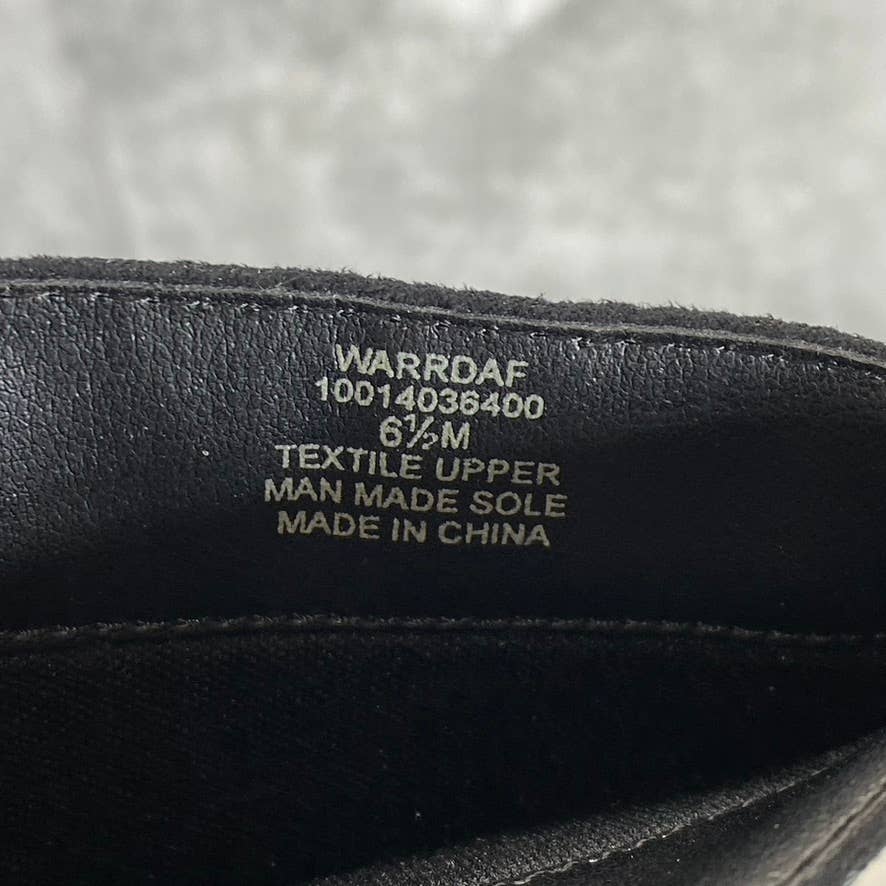 WARRDAF
10014036400
6½M
TEXTILE UPPER
MAN MADE SOLE
MADE IN CHINA